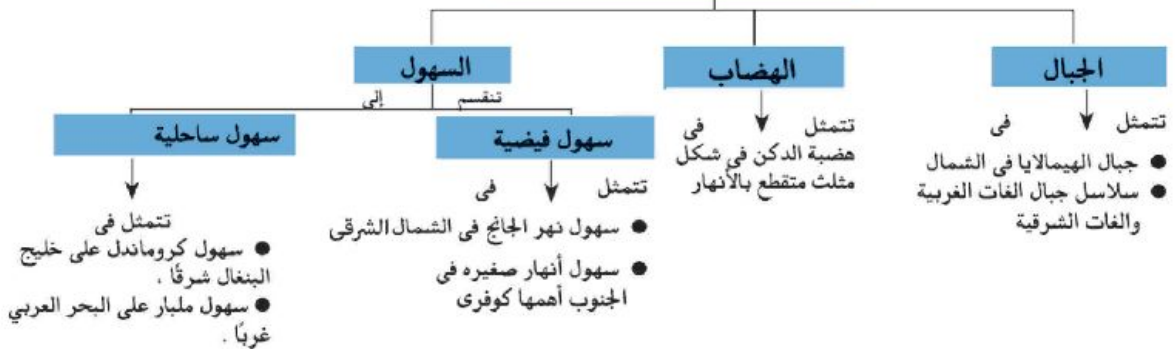 الجبال
الهضاب
السهول
تتمثل فى
● جبال الهيمالايا فى الشمال
● سلاسل جبال الغات الغربية
والغات الشرقية
تتمثل فى
هضبة الدكن فى شكل
مثلث متقطع بالأنهار
تنقسم إلى
سهول فيضية
سهول ساحلية
تتمثل فى
● سهول نهر الجانج فى الشمال الشرقى
● سهول أنهار صغيره فى
الجنوب أهمها كوفرى
تتمثل فى
● سهول كروماندل على خليج
البنغال شرقًا .
● سهول ملبار على البحر العربي
غربًا .